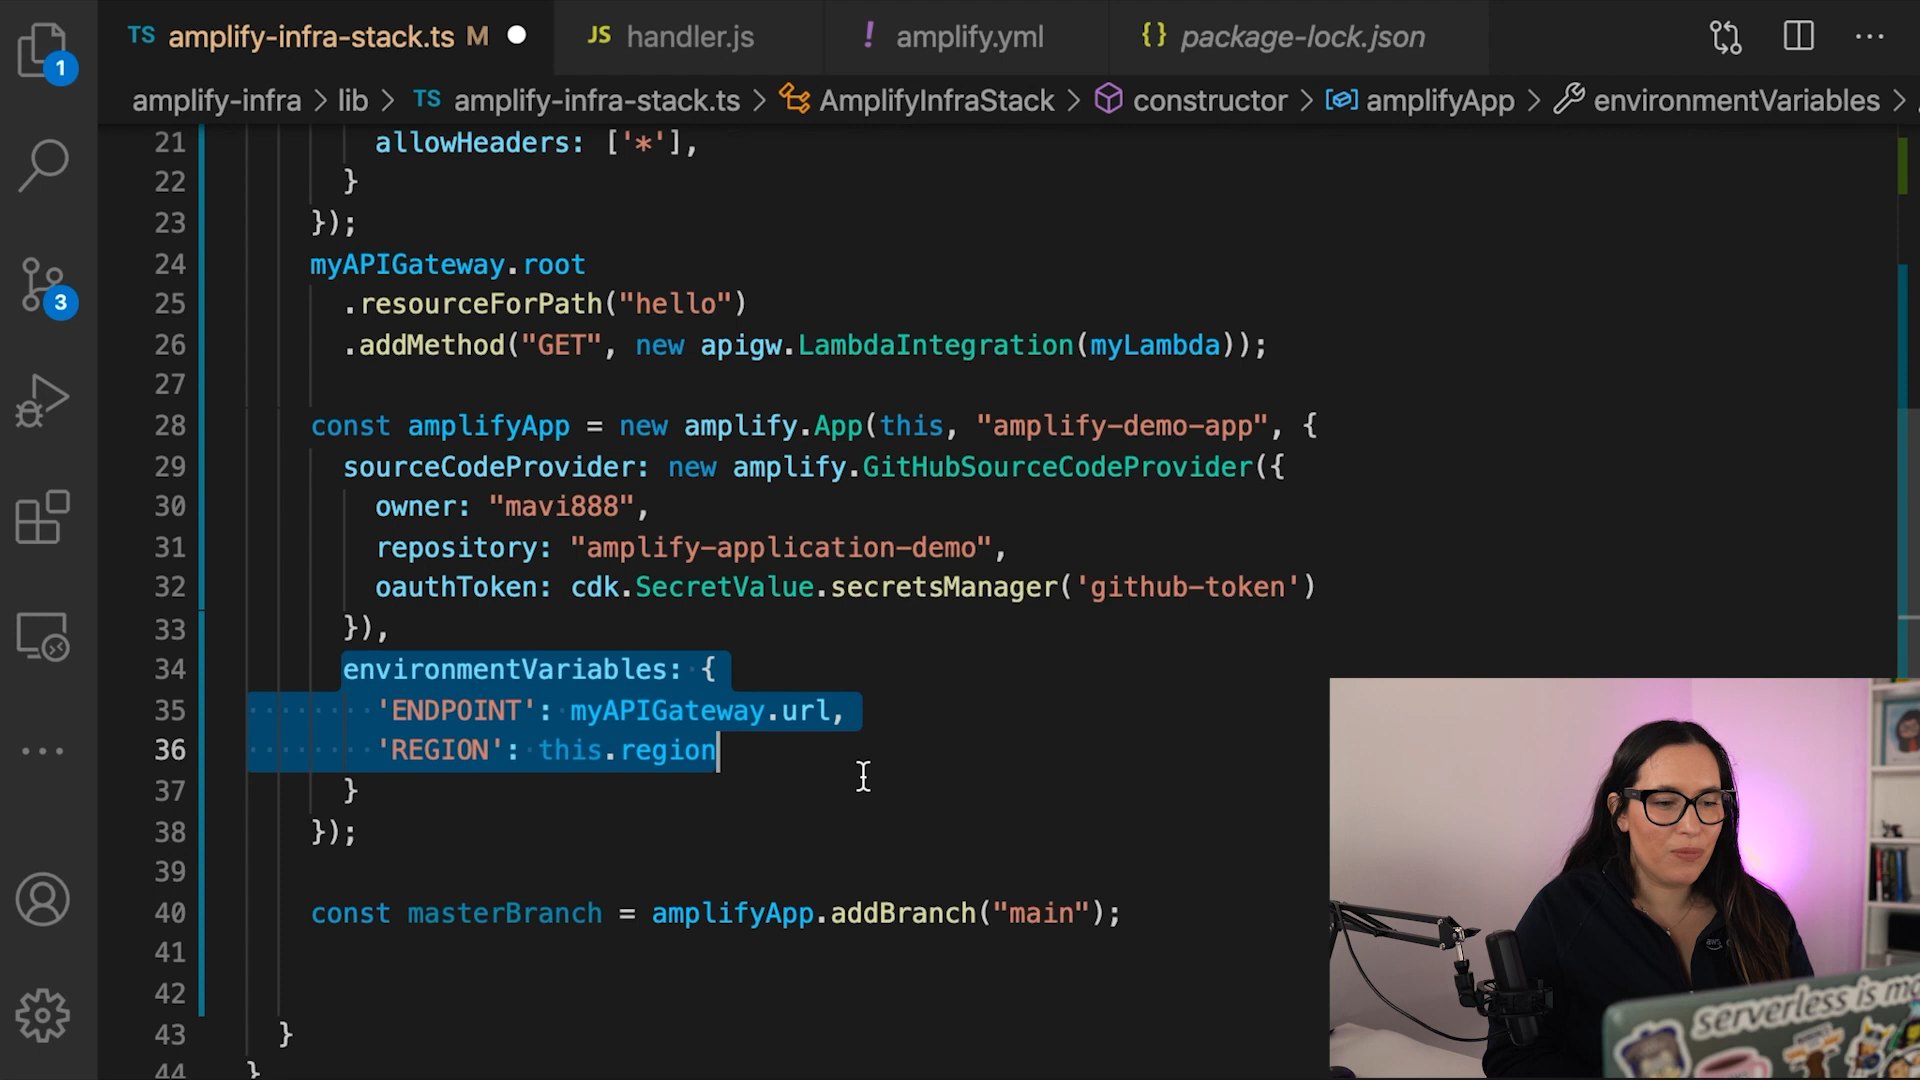 TS amplify-infra-stack.ts M JS handler.js ! amplify.yml {} package-lock.json ...
amplify-infra > lib > TS amplify-infra-stack.ts > AmplifyInfraStack > constructor > amplifyApp > environmentVariables >
1
3
21 allowHeaders: ['*'],
22 }
23 });
24 myAPIGateway.root
25 .resourceForPath("hello")
26 .addMethod("GET", new apigw.LambdaIntegration(myLambda));
27
28 const amplifyApp = new amplify.App(this, "amplify-demo-app", {
29 sourceCodeProvider: new amplify.GitHubSourceCodeProvider({
30 owner: "mavi888",
31 repository: "amplify-application-demo",
32 oauthToken: cdk.SecretValue.secretsManager('github-token')
33 }),
34 environmentVariables: {
35 'ENDPOINT': myAPIGateway.url,
36 'REGION': this.region
37 }
38 });
39
40 const masterBranch = amplifyApp.addBranch("main");
41
42
43 }
44 }
aws
serverless is